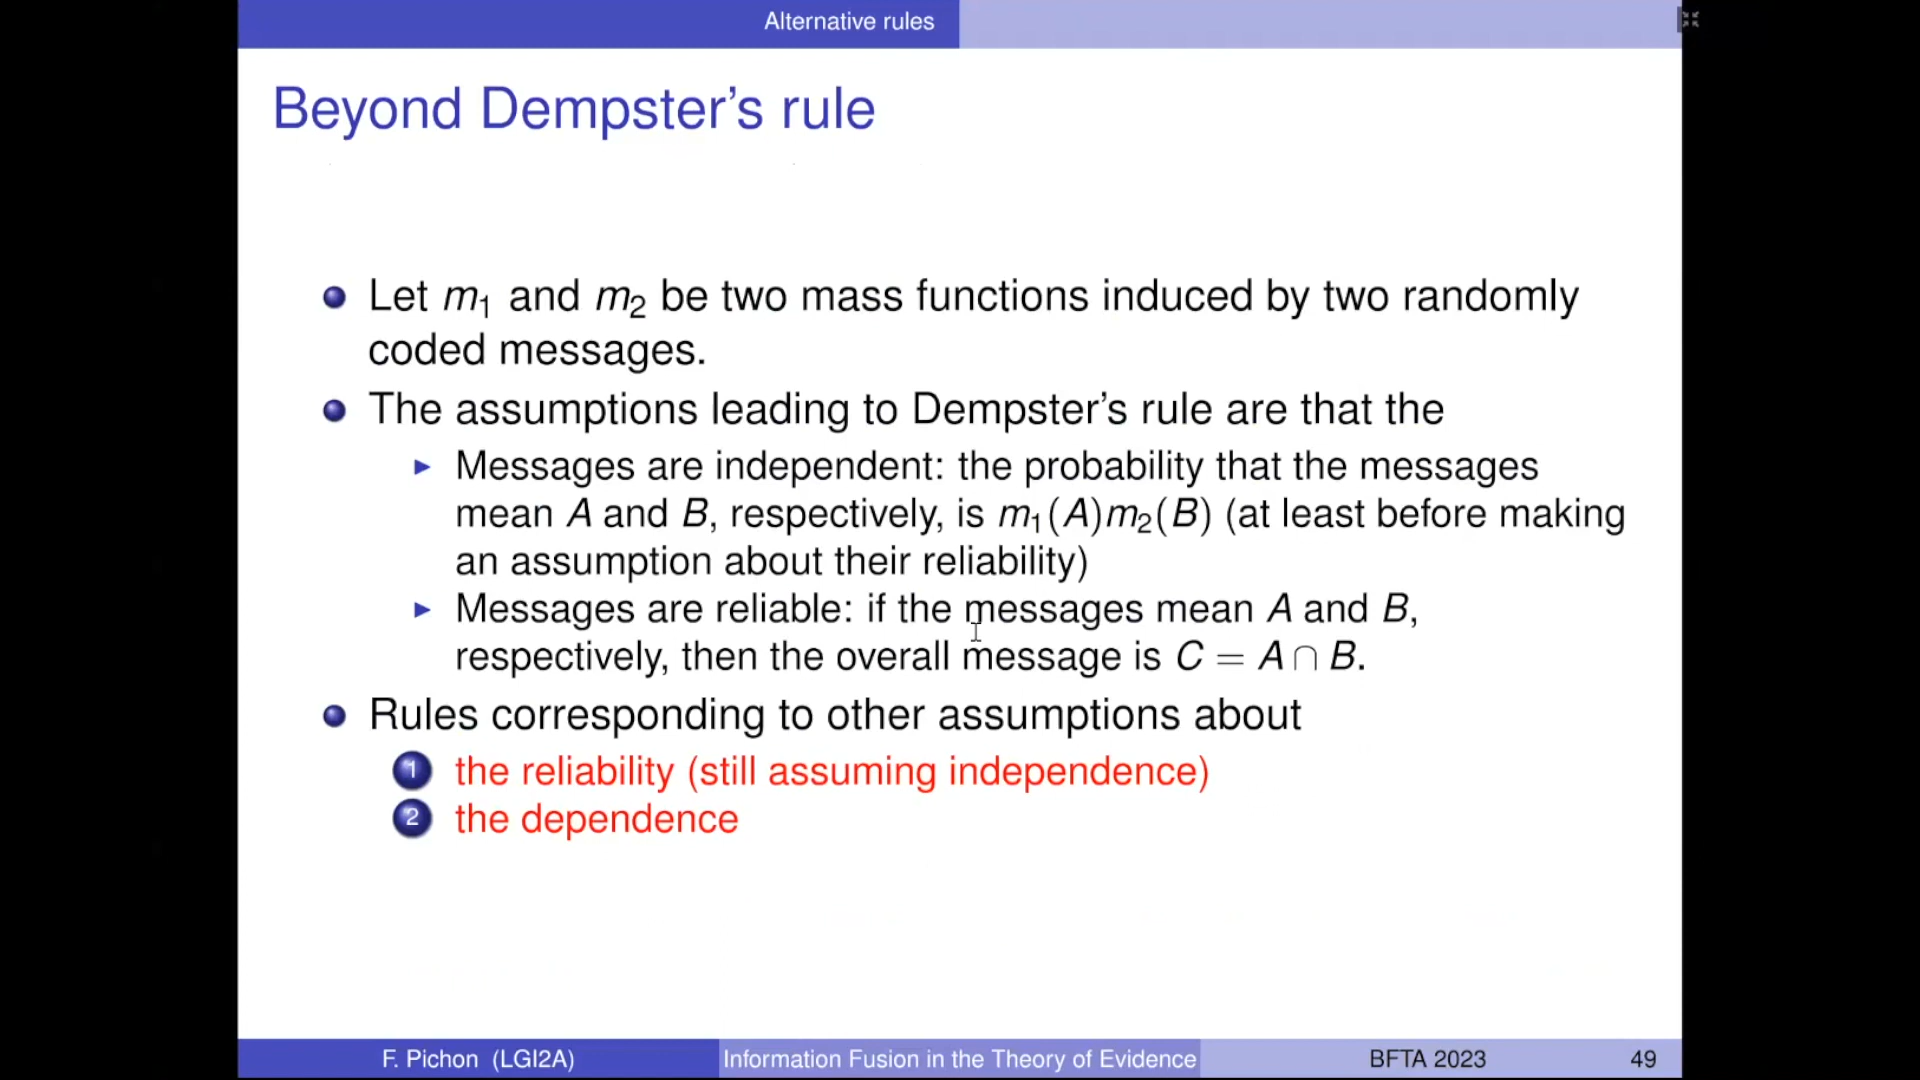 Alternative rules
Beyond Dempster's rule
Let m₁ and m₂ be two mass functions induced by two randomly
coded messages.
The assumptions leading to Dempster's rule are that the
Messages are independent: the probability that the messages
mean A and B, respectively, is m₁(A)m₂(B) (at least before making
an assumption about their reliability)
Messages are reliable: if the messages mean A and B,
respectively, then the overall message is C = A ∩ B.
Rules corresponding to other assumptions about
1 the reliability (still assuming independence)
2 the dependence
F. Pichon (LGI2A) Information Fusion in the Theory of Evidence BFTA 2023 49